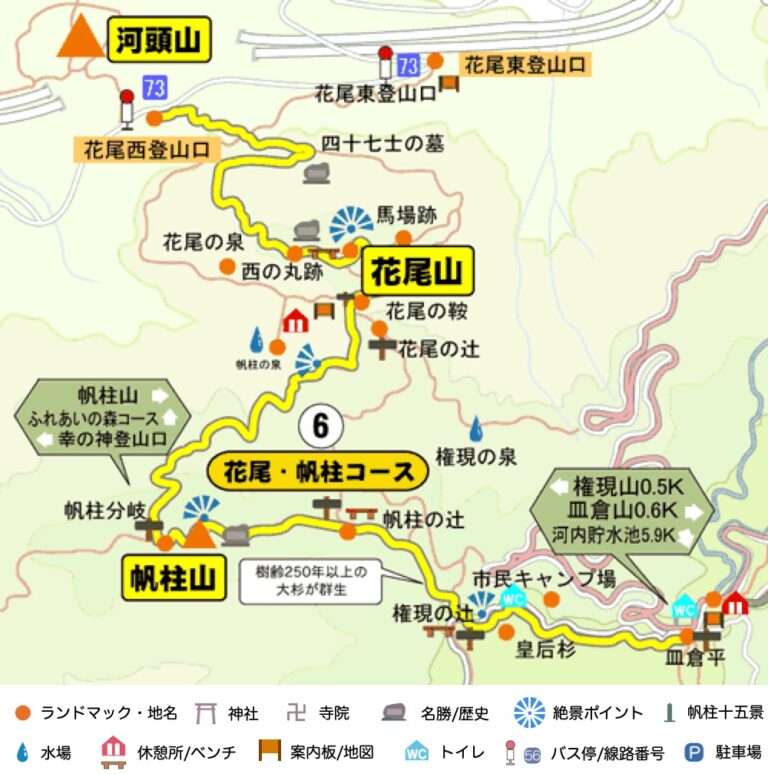 河頭山
73
73
花尾東登山口
花尾東登山口
花尾西登山口
四十七士の墓
馬場跡
花尾の泉
西の丸跡
花尾山
花尾の鞍
花尾の辻
帆柱の泉
帆柱山
ふれあいの森コース
幸の神登山口
6
花尾・帆柱コース
権現の泉
権現山0.5K
皿倉山0.6K
河内貯水池5.9K
帆柱分岐
帆柱山
帆柱の辻
樹齢250年以上の
大杉が群生
市民キャンプ場
権現の辻
WC
WC
皇后杉
皿倉平
ランドマック・地名
神社
寺院
名勝/歴史
絶景ポイント
帆柱十五景
水場
休憩所/ベンチ
案内板/地図
WC
トイレ
56
バス停/線路番号
P
駐車場